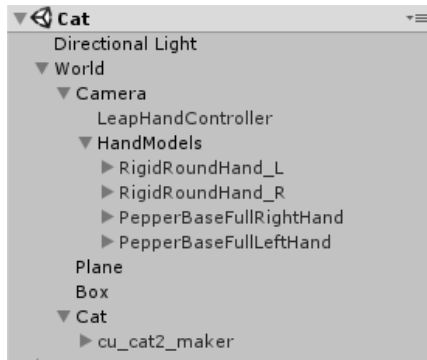 Cat
Directional Light
World
Camera
LeapHandController
HandModels
RigidRoundHand_L
RigidRoundHand_R
PepperBaseFullRightHand
PepperBaseFullLeftHand
Plane
Box
Cat
cu_cat2_maker